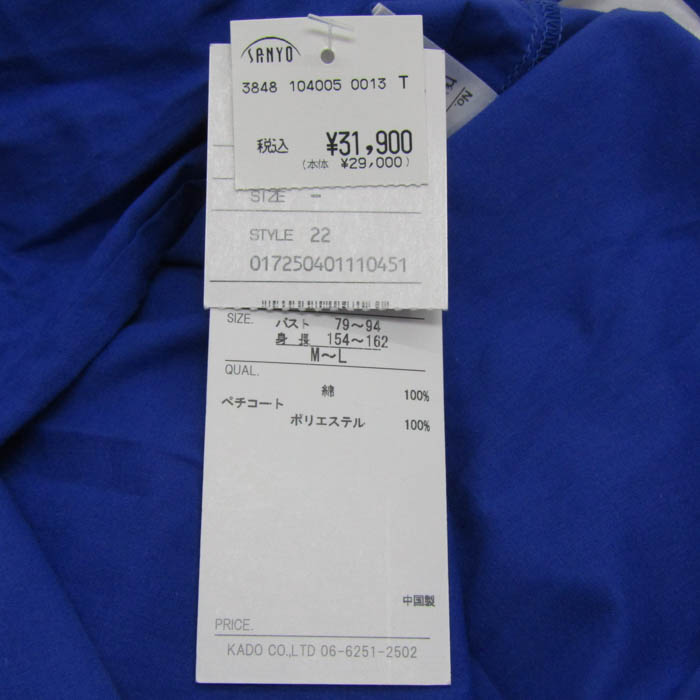 SANYO
3848 104005 0013 T
税込 ¥31,900
(本体 ¥29,000)
SIZE -
STYLE 22
017250401110451
SIZE. バスト 79～94
身長 154～162
M～L
QUAL.
綿 100%
ペチコート
ポリエステル 100%
中国製
PRICE.
KADO CO.,LTD 06-6251-2502
No.